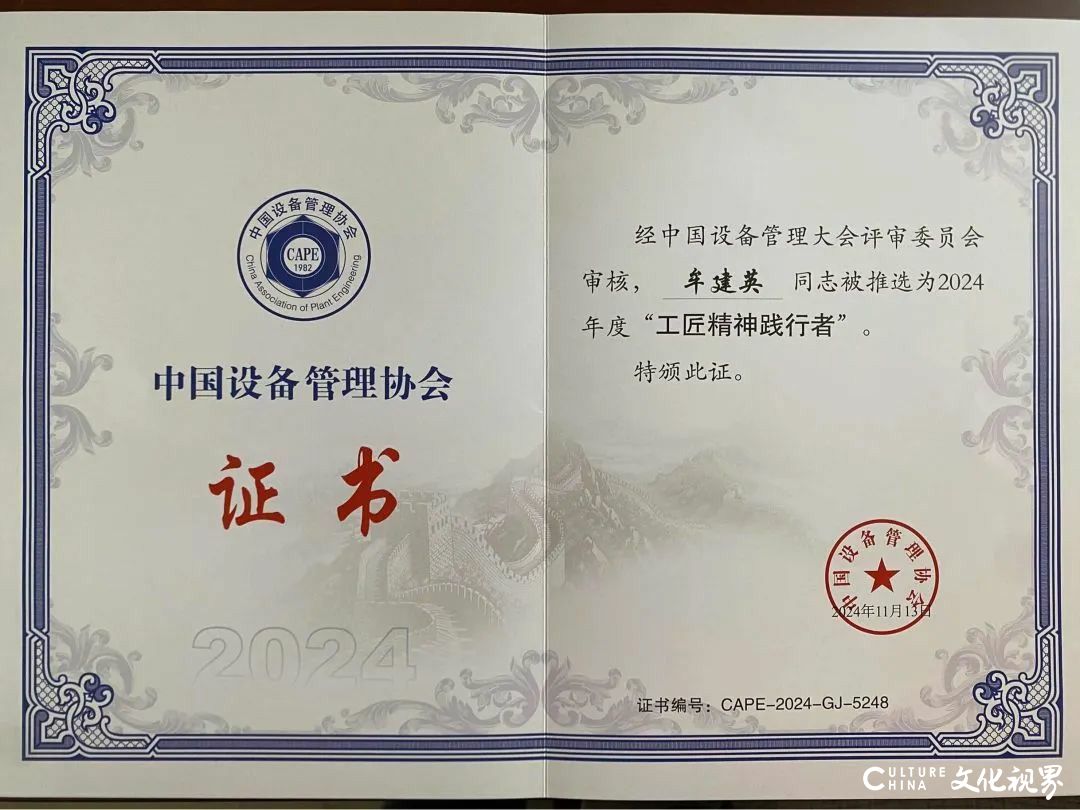 中国设备管理协会
CAPE
1982
China Association of Plant Engineering
中国设备管理协会
证书
2024
经中国设备管理大会评审委员会
审核， 牟建英 同志被推选为2024
年度“工匠精神践行者”。
特颁此证。
中国设备管理协会
2024年11月13日
证书编号：CAPE-2024-GJ-5248
CULTURE CHINA 文化视界